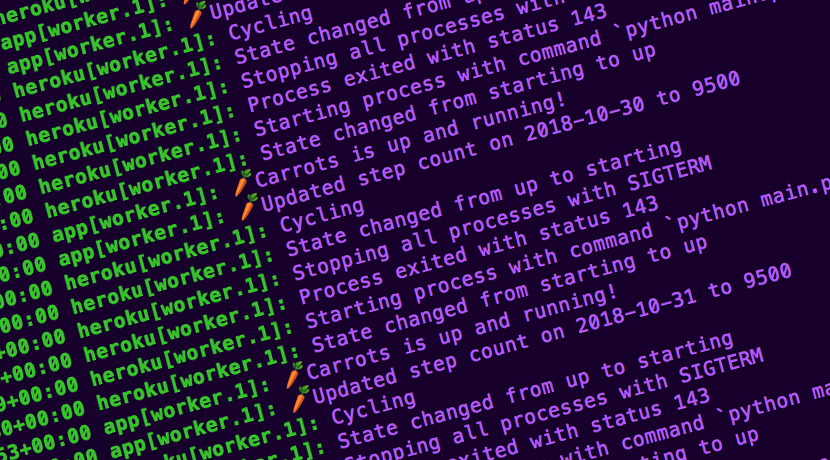 heroku[worker.1]:
app[worker.1]:
app[worker.1]: 🥕Updated
heroku[worker.1]: Cycling
heroku[worker.1]: State changed from up
heroku[worker.1]: Stopping all processes with
heroku[worker.1]: Process exited with status 143
00 heroku[worker.1]: Starting process with command `python main.
:00 heroku[worker.1]: State changed from starting to up
0:00 app[worker.1]: 🥕Carrots is up and running!
0:00 app[worker.1]: 🥕Updated step count on 2018-10-30 to 9500
00:00 heroku[worker.1]: Cycling
00:00 heroku[worker.1]: State changed from up to starting
+00:00 heroku[worker.1]: Stopping all processes with SIGTERM
+00:00 heroku[worker.1]: Process exited with status 143
9+00:00 heroku[worker.1]: Starting process with command `python main.p
0+00:00 heroku[worker.1]: State changed from starting to up
53+00:00 app[worker.1]: 🥕Carrots is up and running!
app[worker.1]: 🥕Updated step count on 2018-10-31 to 9500
heroku[worker.1]: Cycling
worker.1]: State changed from up to starting
Stopping all processes with SIGTERM
exited with status 143
with command `python
to up